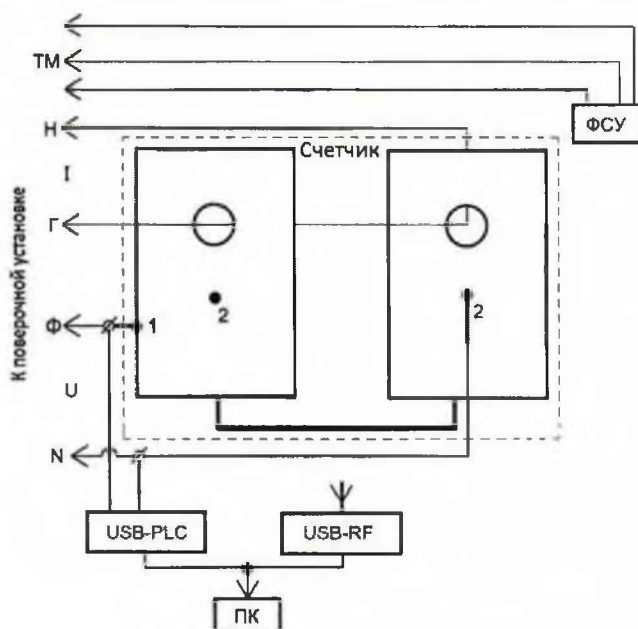 ТМ
ФСУ
Н
Счетчик
I
К поверочной установке
Г
2
2
Ф
1
U
N
USB-PLC
USB-RF
ПК